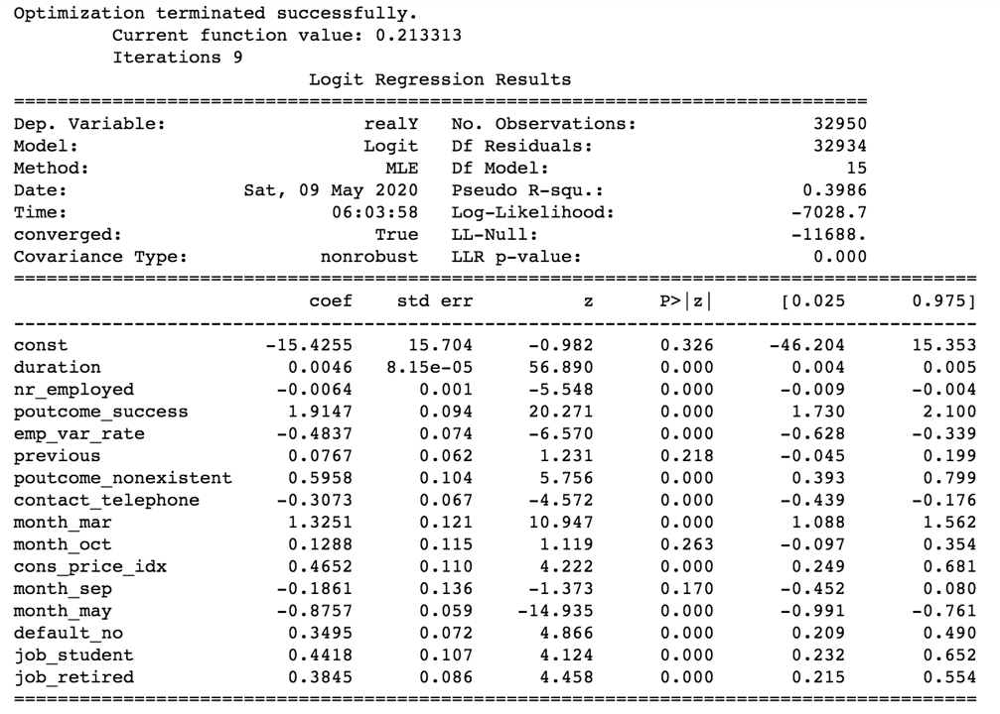 Optimization terminated successfully.
Current function value: 0.213313
Iterations 9
Logit Regression Results
==============================================================================
Dep. Variable: realY No. Observations: 32950
Model: Logit Df Residuals: 32934
Method: MLE Df Model: 15
Date: Sat, 09 May 2020 Pseudo R-squ.: 0.3986
Time: 06:03:58 Log-Likelihood: -7028.7
converged: True LL-Null: -11688.
Covariance Type: nonrobust LLR p-value: 0.000
========================================================================================
coef std err z P>|z| [0.025 0.975]
----------------------------------------------------------------------------------------
const -15.4255 15.704 -0.982 0.326 -46.204 15.353
duration 0.0046 8.15e-05 56.890 0.000 0.004 0.005
nr_employed -0.0064 0.001 -5.548 0.000 -0.009 -0.004
poutcome_success 1.9147 0.094 20.271 0.000 1.730 2.100
emp_var_rate -0.4837 0.074 -6.570 0.000 -0.628 -0.339
previous 0.0767 0.062 1.231 0.218 -0.045 0.199
poutcome_nonexistent 0.5958 0.104 5.756 0.000 0.393 0.799
contact_telephone -0.3073 0.067 -4.572 0.000 -0.439 -0.176
month_mar 1.3251 0.121 10.947 0.000 1.088 1.562
month_oct 0.1288 0.115 1.119 0.263 -0.097 0.354
cons_price_idx 0.4652 0.110 4.222 0.000 0.249 0.681
month_sep -0.1861 0.136 -1.373 0.170 -0.452 0.080
month_may -0.8757 0.059 -14.935 0.000 -0.991 -0.761
default_no 0.3495 0.072 4.866 0.000 0.209 0.490
job_student 0.4418 0.107 4.124 0.000 0.232 0.652
job_retired 0.3845 0.086 4.458 0.000 0.215 0.554
========================================================================================